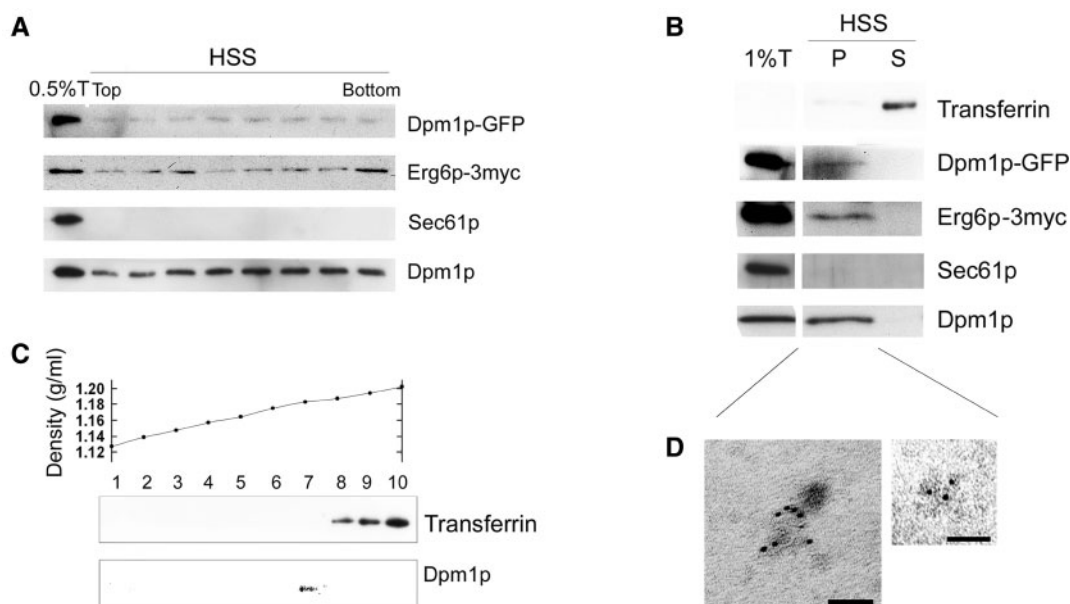 A
HSS
0.5%T Top Bottom
Dpm1p-GFP
Erg6p-3myc
Sec61p
Dpm1p
B
HSS
1%T P S
Transferrin
Dpm1p-GFP
Erg6p-3myc
Sec61p
Dpm1p
C
Density (g/ml)
1.20
1.18
1.16
1.14
1.12
1 2 3 4 5 6 7 8 9 10
Transferrin
Dpm1p
D